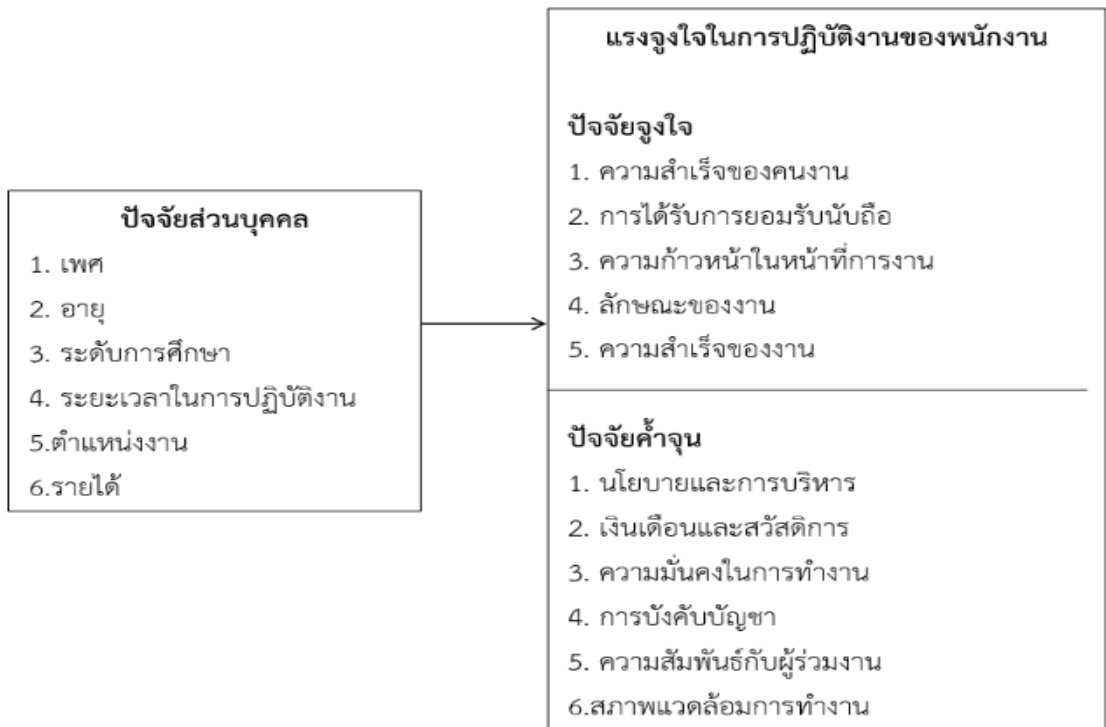 ปัจจัยส่วนบุคคล
1. เพศ
2. อายุ
3. ระดับการศึกษา
4. ระยะเวลาในการปฏิบัติงาน
5.ตำแหน่งงาน
6.รายได้
แรงจูงใจในการปฏิบัติงานของพนักงาน
ปัจจัยจูงใจ
1. ความสำเร็จของคนงาน
2. การได้รับการยอมรับนับถือ
3. ความก้าวหน้าในหน้าที่การงาน
4. ลักษณะของงาน
5. ความสำเร็จของงาน
ปัจจัยค้ำจุน
1. นโยบายและการบริหาร
2. เงินเดือนและสวัสดิการ
3. ความมั่นคงในการทำงาน
4. การบังคับบัญชา
5. ความสัมพันธ์กับผู้ร่วมงาน
6.สภาพแวดล้อมการทำงาน